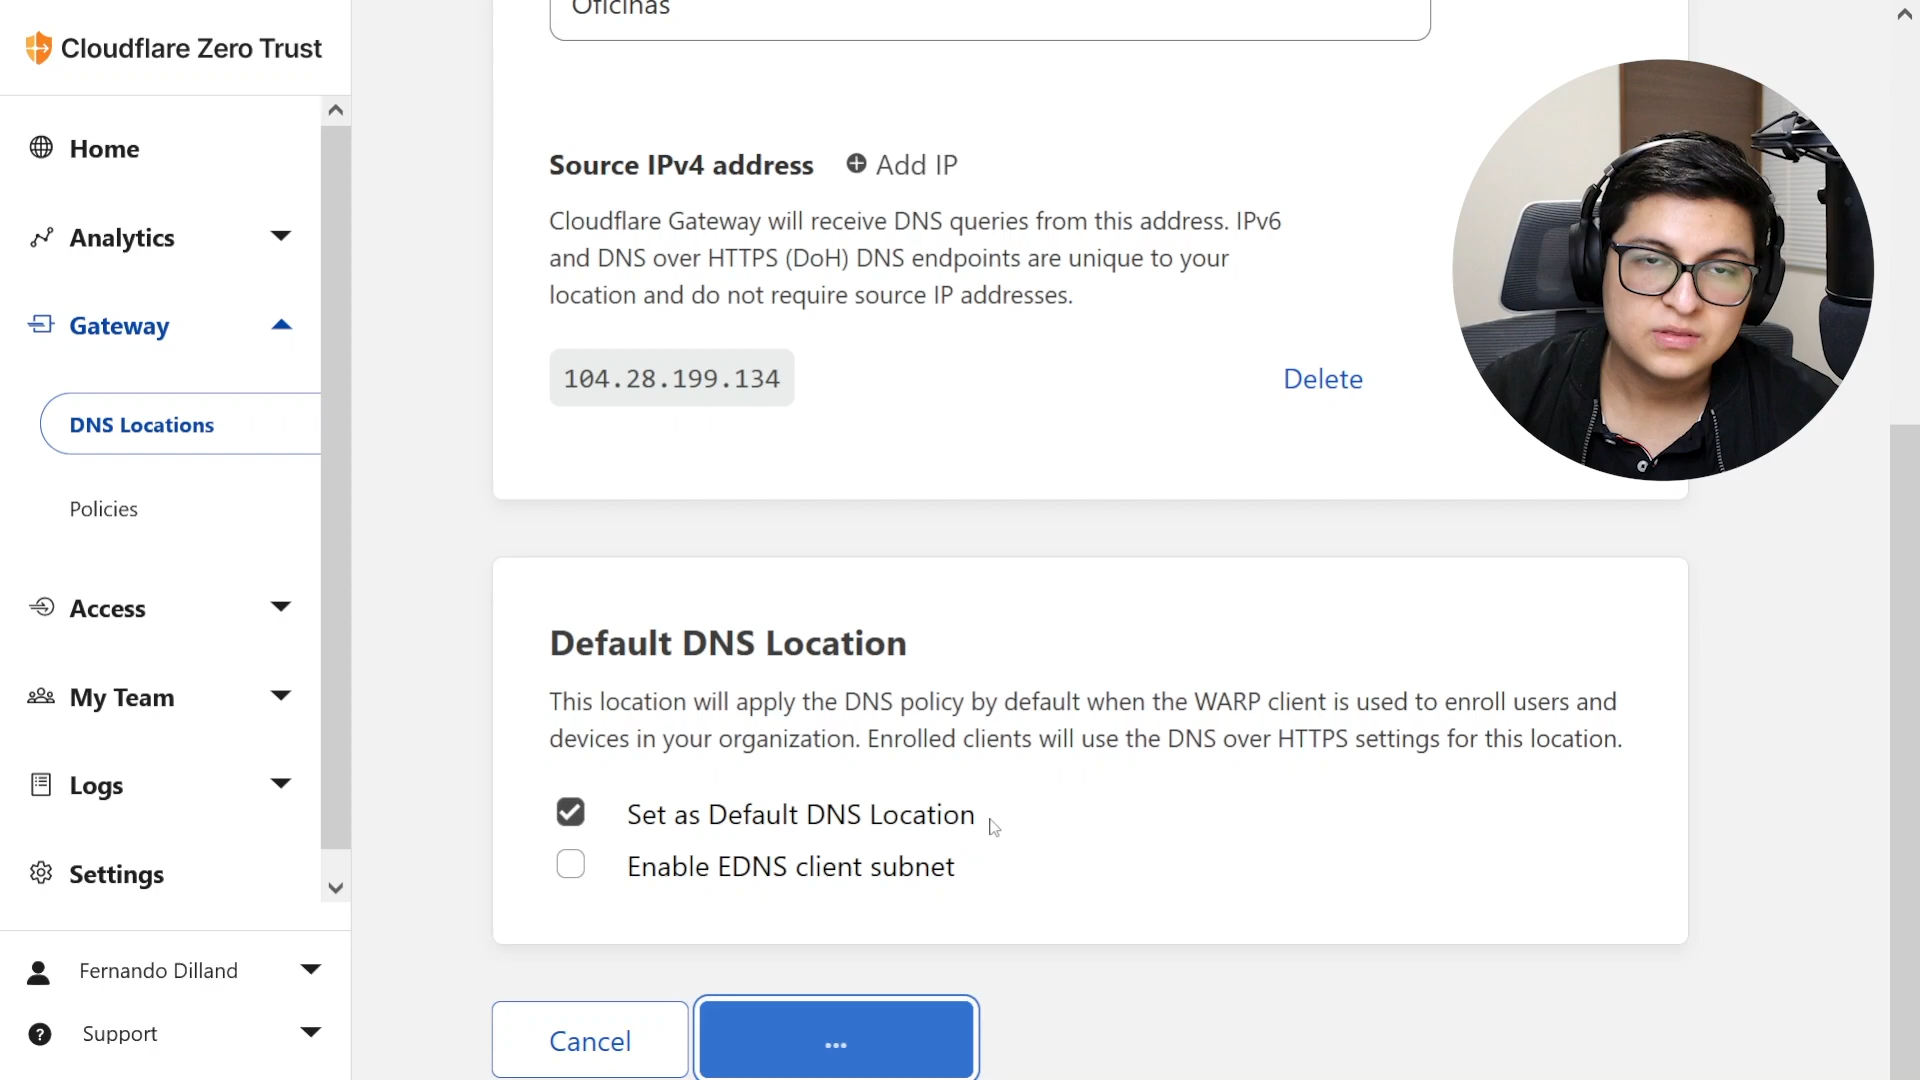 Cloudflare Zero Trust
Home
Analytics
Gateway
DNS Locations
Policies
Access
My Team
Logs
Settings
Fernando Dilland
Support
Oficinas
Source IPv4 address
Add IP
Cloudflare Gateway will receive DNS queries from this address. IPv6
and DNS over HTTPS (DoH) DNS endpoints are unique to your
location and do not require source IP addresses.
104.28.199.134
Delete
Default DNS Location
This location will apply the DNS policy by default when the WARP client is used to enroll users and
devices in your organization. Enrolled clients will use the DNS over HTTPS settings for this location.
Set as Default DNS Location
Enable EDNS client subnet
Cancel
...